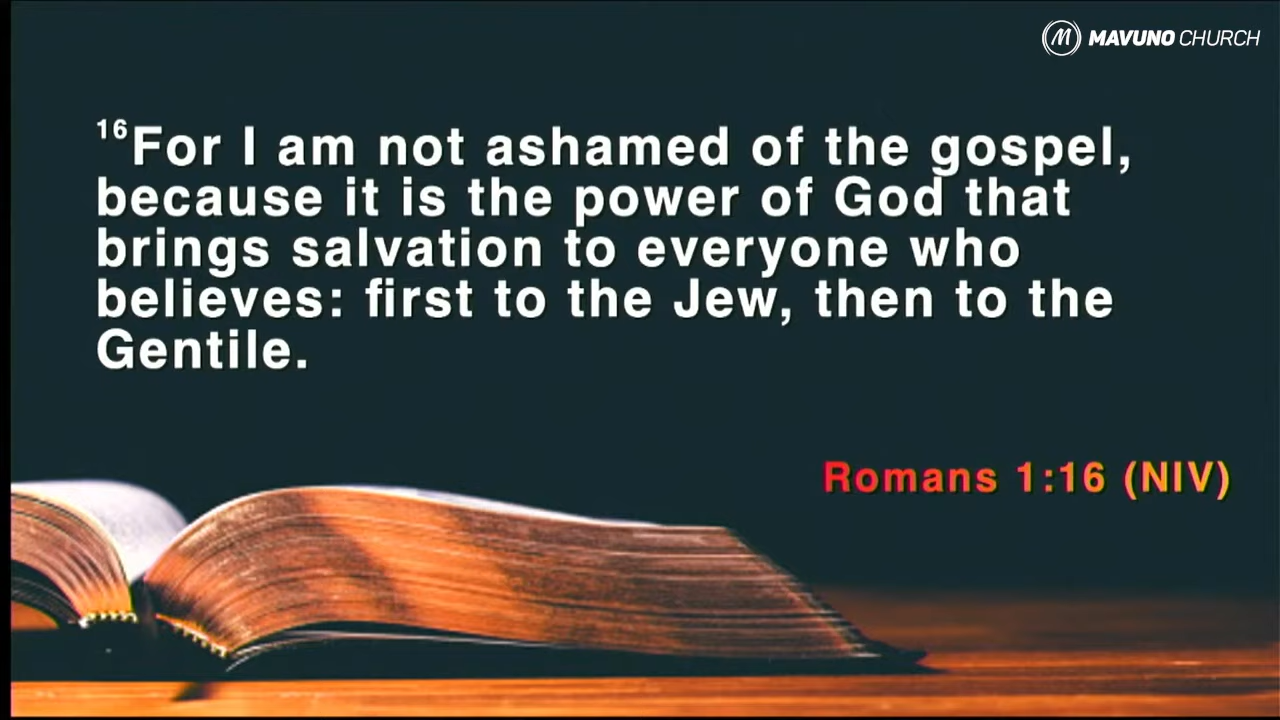 MAVUNO CHURCH
16For I am not ashamed of the gospel,
because it is the power of God that
brings salvation to everyone who
believes: first to the Jew, then to the
Gentile.
Romans 1:16 (NIV)